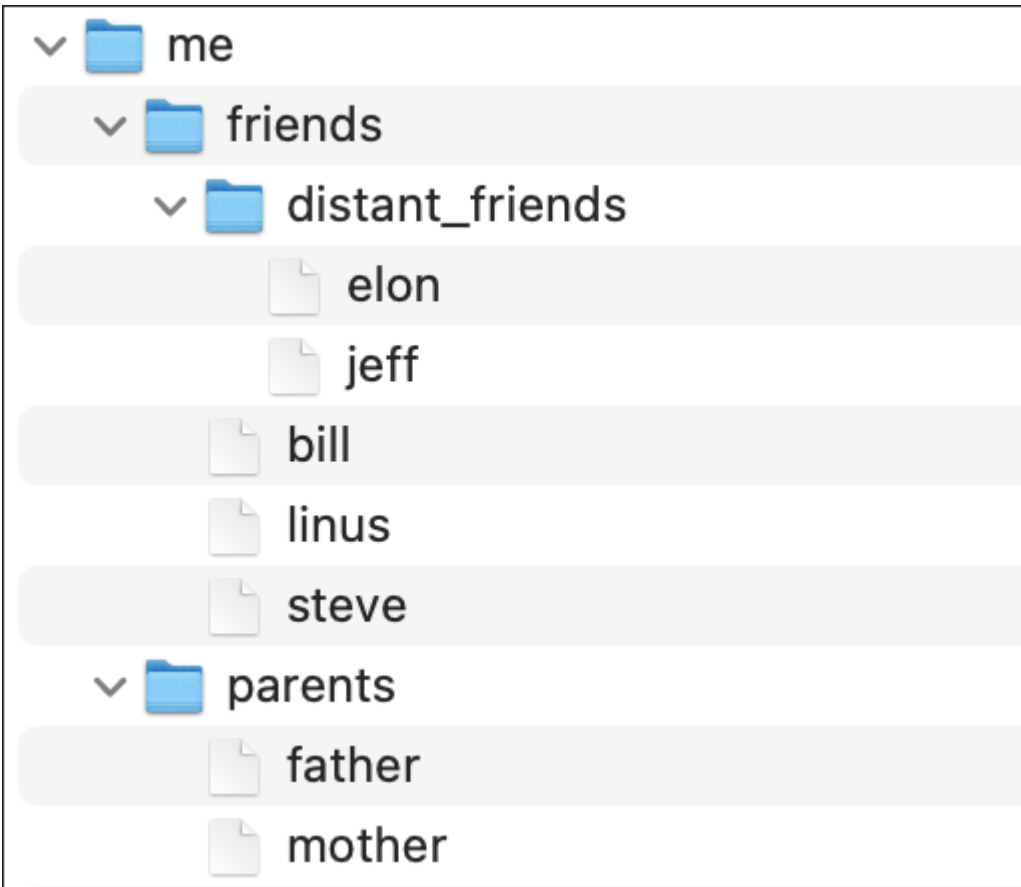 me
friends
distant_friends
elon
jeff
bill
linus
steve
parents
father
mother